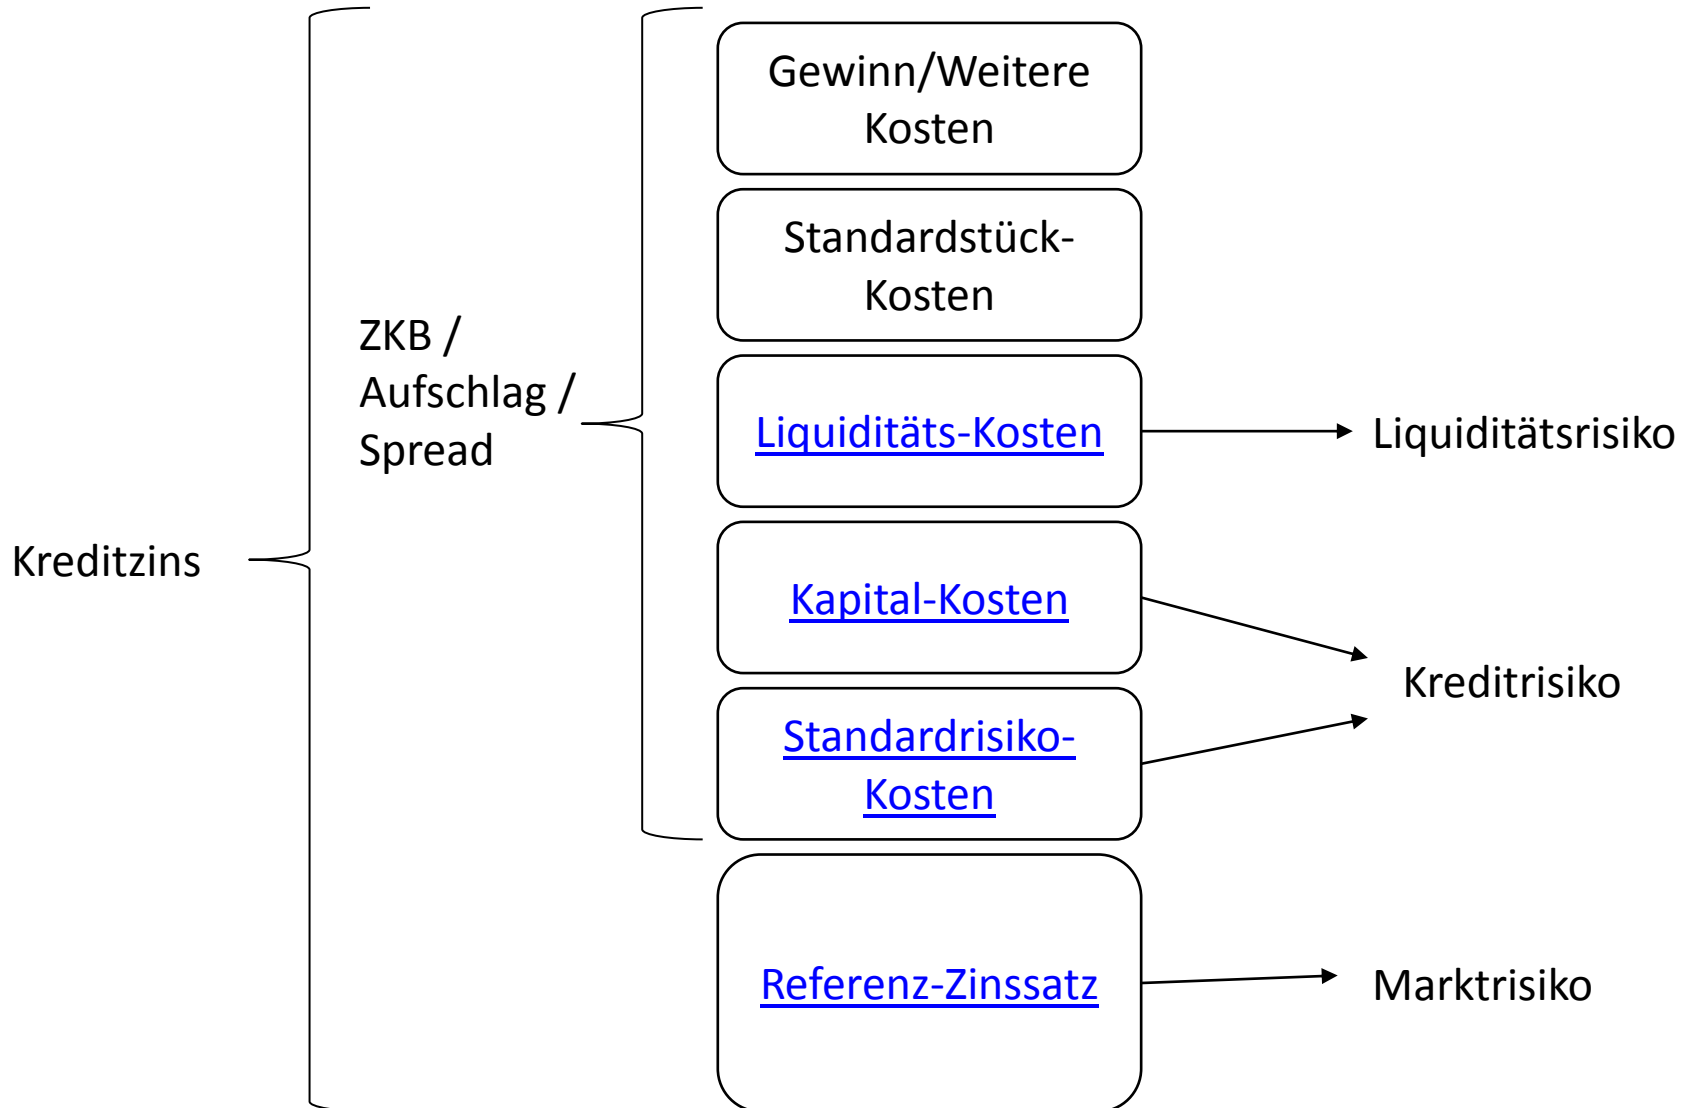 Gewinn/Weitere
Kosten
Standardstück-
Kosten
ZKB /
Aufschlag /
Spread
Liquiditäts-Kosten
Liquiditätsrisiko
Kreditzins
Kapital-Kosten
Kreditrisiko
Standardrisiko-
Kosten
Referenz-Zinssatz
Marktrisiko